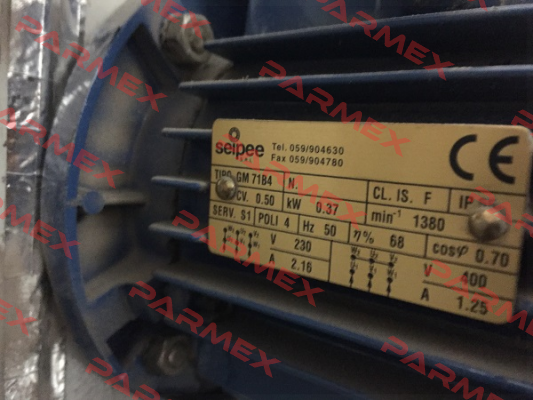 seipee
Tel. 059/904630
Fax 059/904780
CE
TIPO GM 71B4 N. CL. IS. F IP
CV. 0.50 kW 0.37 min-1 1380
SERV. S1 POLI 4 Hz 50 η% 68 cosφ 0.70
V 230 V 400
A 2.16 A 1.25
PARMEX
PARMEX
PARMEX
PARMEX
PARMEX
PARMEX